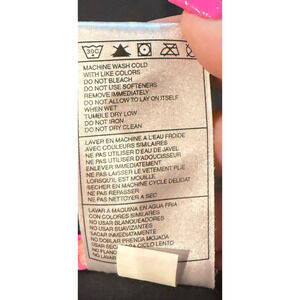 30C
MACHINE WASH COLD
WITH LIKE COLORS
DO NOT BLEACH
DO NOT USE SOFTENERS
REMOVE IMMEDIATELY
DO NOT ALLOW TO LAY ON ITSELF
WHEN WET
TUMBLE DRY LOW
DO NOT IRON
DO NOT DRY CLEAN
LAVER EN MACHINE A L'EAU FROIDE
AVEC COULEURS SIMILAIRES
NE PAS UTILISER D'EAU DE JAVEL
NE PAS UTILISER D'ADOUCISSEUR
ENLEVER IMMEDIATEMENT
NE PAS LAISSER LE VETEMENT PLIE
LORSQU'IL EST MOUILLE
SECHER EN MACHINE CYCLE DELICAT
NE PAS REPASSER
NE PAS NETTOYER A SEC
LAVAR A MAQUINA EN AGUA FRIA
CON COLORES SIMILARES
NO USAR BLANQUEADORES
NO USAR SUAVIZANTES
SACAR INMEDIATAMENTE
NO DOBLAR PRENDA MOJADA
CICLO LENTO
NO
NO